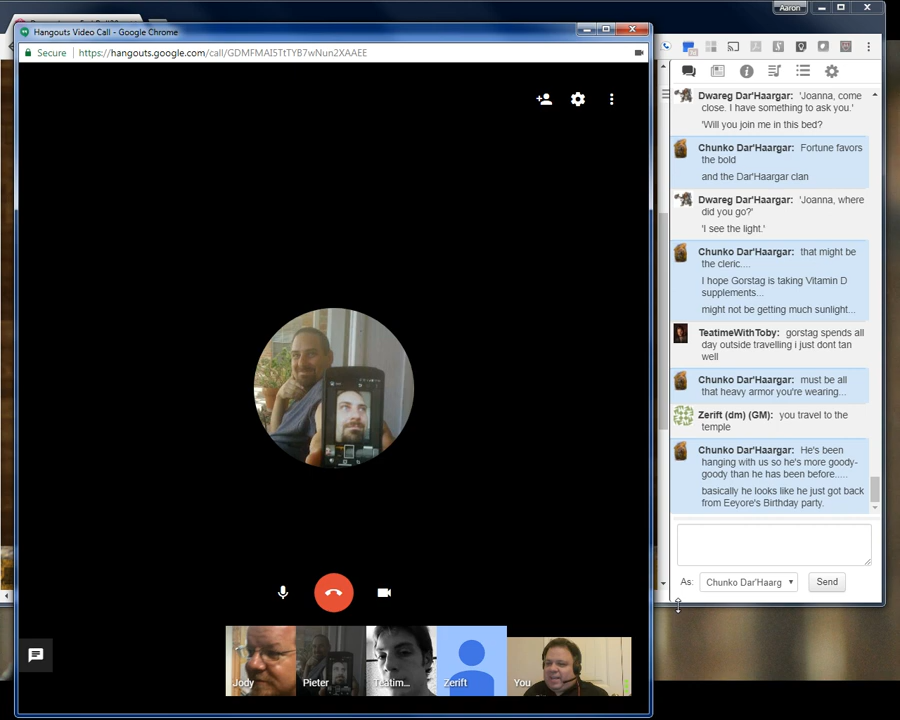 Aaron
Hangouts Video Call - Google Chrome
Secure
https://hangouts.google.com/call/GDMFMAI5TtTYB7wNun2XAAEE
Dwareg Dar'Haargar: 'Joanna, come
close. I have something to ask you.'
'Will you join me in this bed?
Chunko Dar'Haargar: Fortune favors
the bold
and the Dar'Haargar clan
Dwareg Dar'Haargar: 'Joanna, where
did you go?'
'I see the light.'
Chunko Dar'Haargar: that might be
the cleric....
I hope Gorstag is taking Vitamin D
supplements...
might not be getting much sunlight...
TeatimeWithToby: gorstag spends all
day outside travelling i just dont tan
well
Chunko Dar'Haargar: must be all
that heavy armor you're wearing...
Zerift (dm) (GM): you travel to the
temple
Chunko Dar'Haargar: He's been
hanging with us so he's more goody-
goody than he has been before.....
basically he looks like he just got back
from Eeyore's Birthday party.
As: Chunko Dar'Haarg
Send
Jody
Pieter
Teatim...
Zerift
You